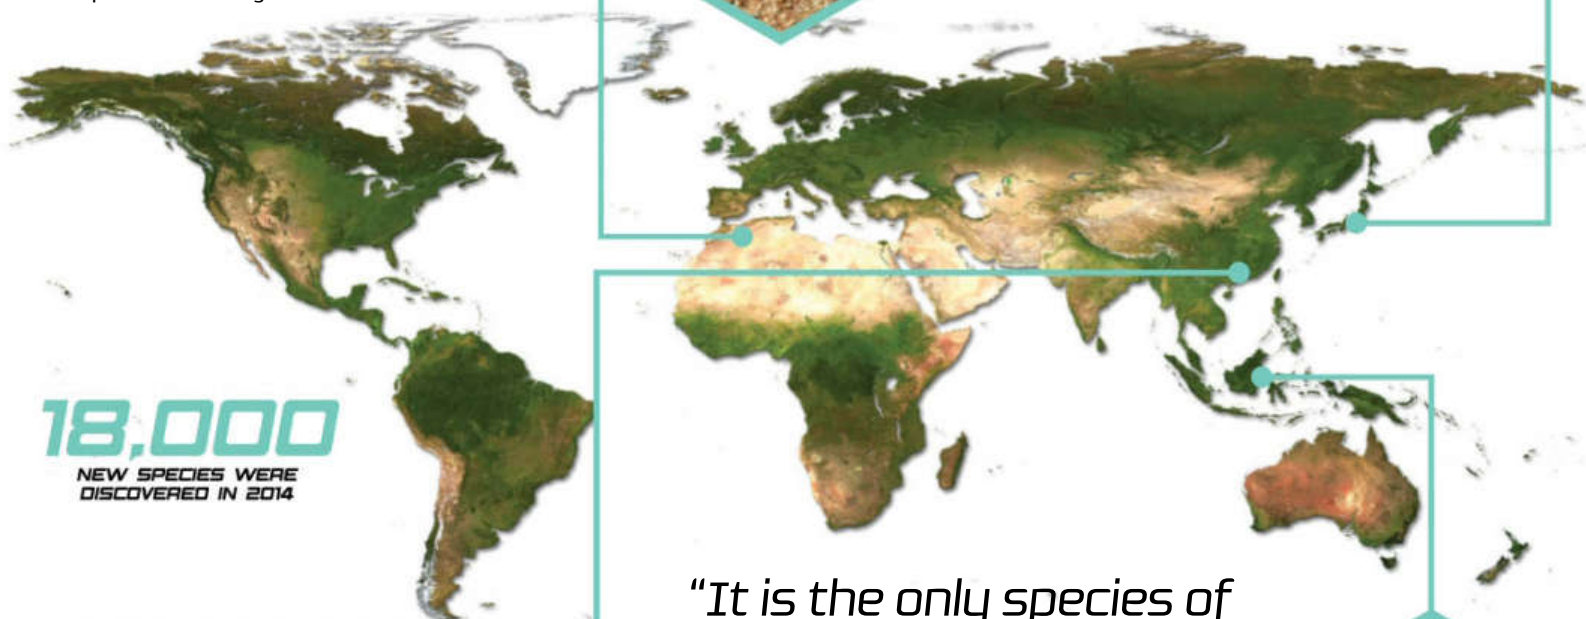 18,000
NEW SPECIES WERE
DISCOVERED IN 2014
“It is the only species of